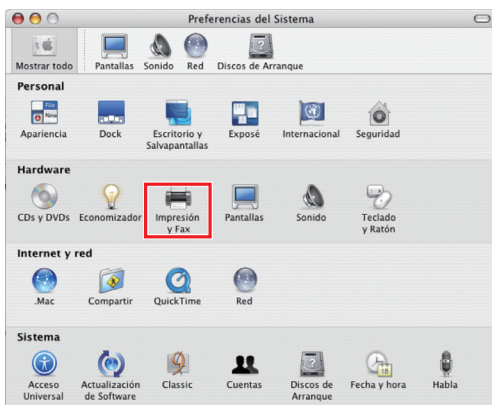 Preferencias del Sistema
Mostrar todo Pantallas Sonido Red Discos de Arranque
Personal
File
New
Apariencia Dock Escritorio y Exposé Internacional Seguridad
Salvapantallas
Hardware
CDs y DVDs Economizador Impresión Pantallas Sonido Teclado
y Fax y Ratón
Internet y red
.Mac Compartir QuickTime Red
Sistema
18
Acceso Actualización Classic Cuentas Discos de Fecha y hora Habla
Universal de Software Arranque